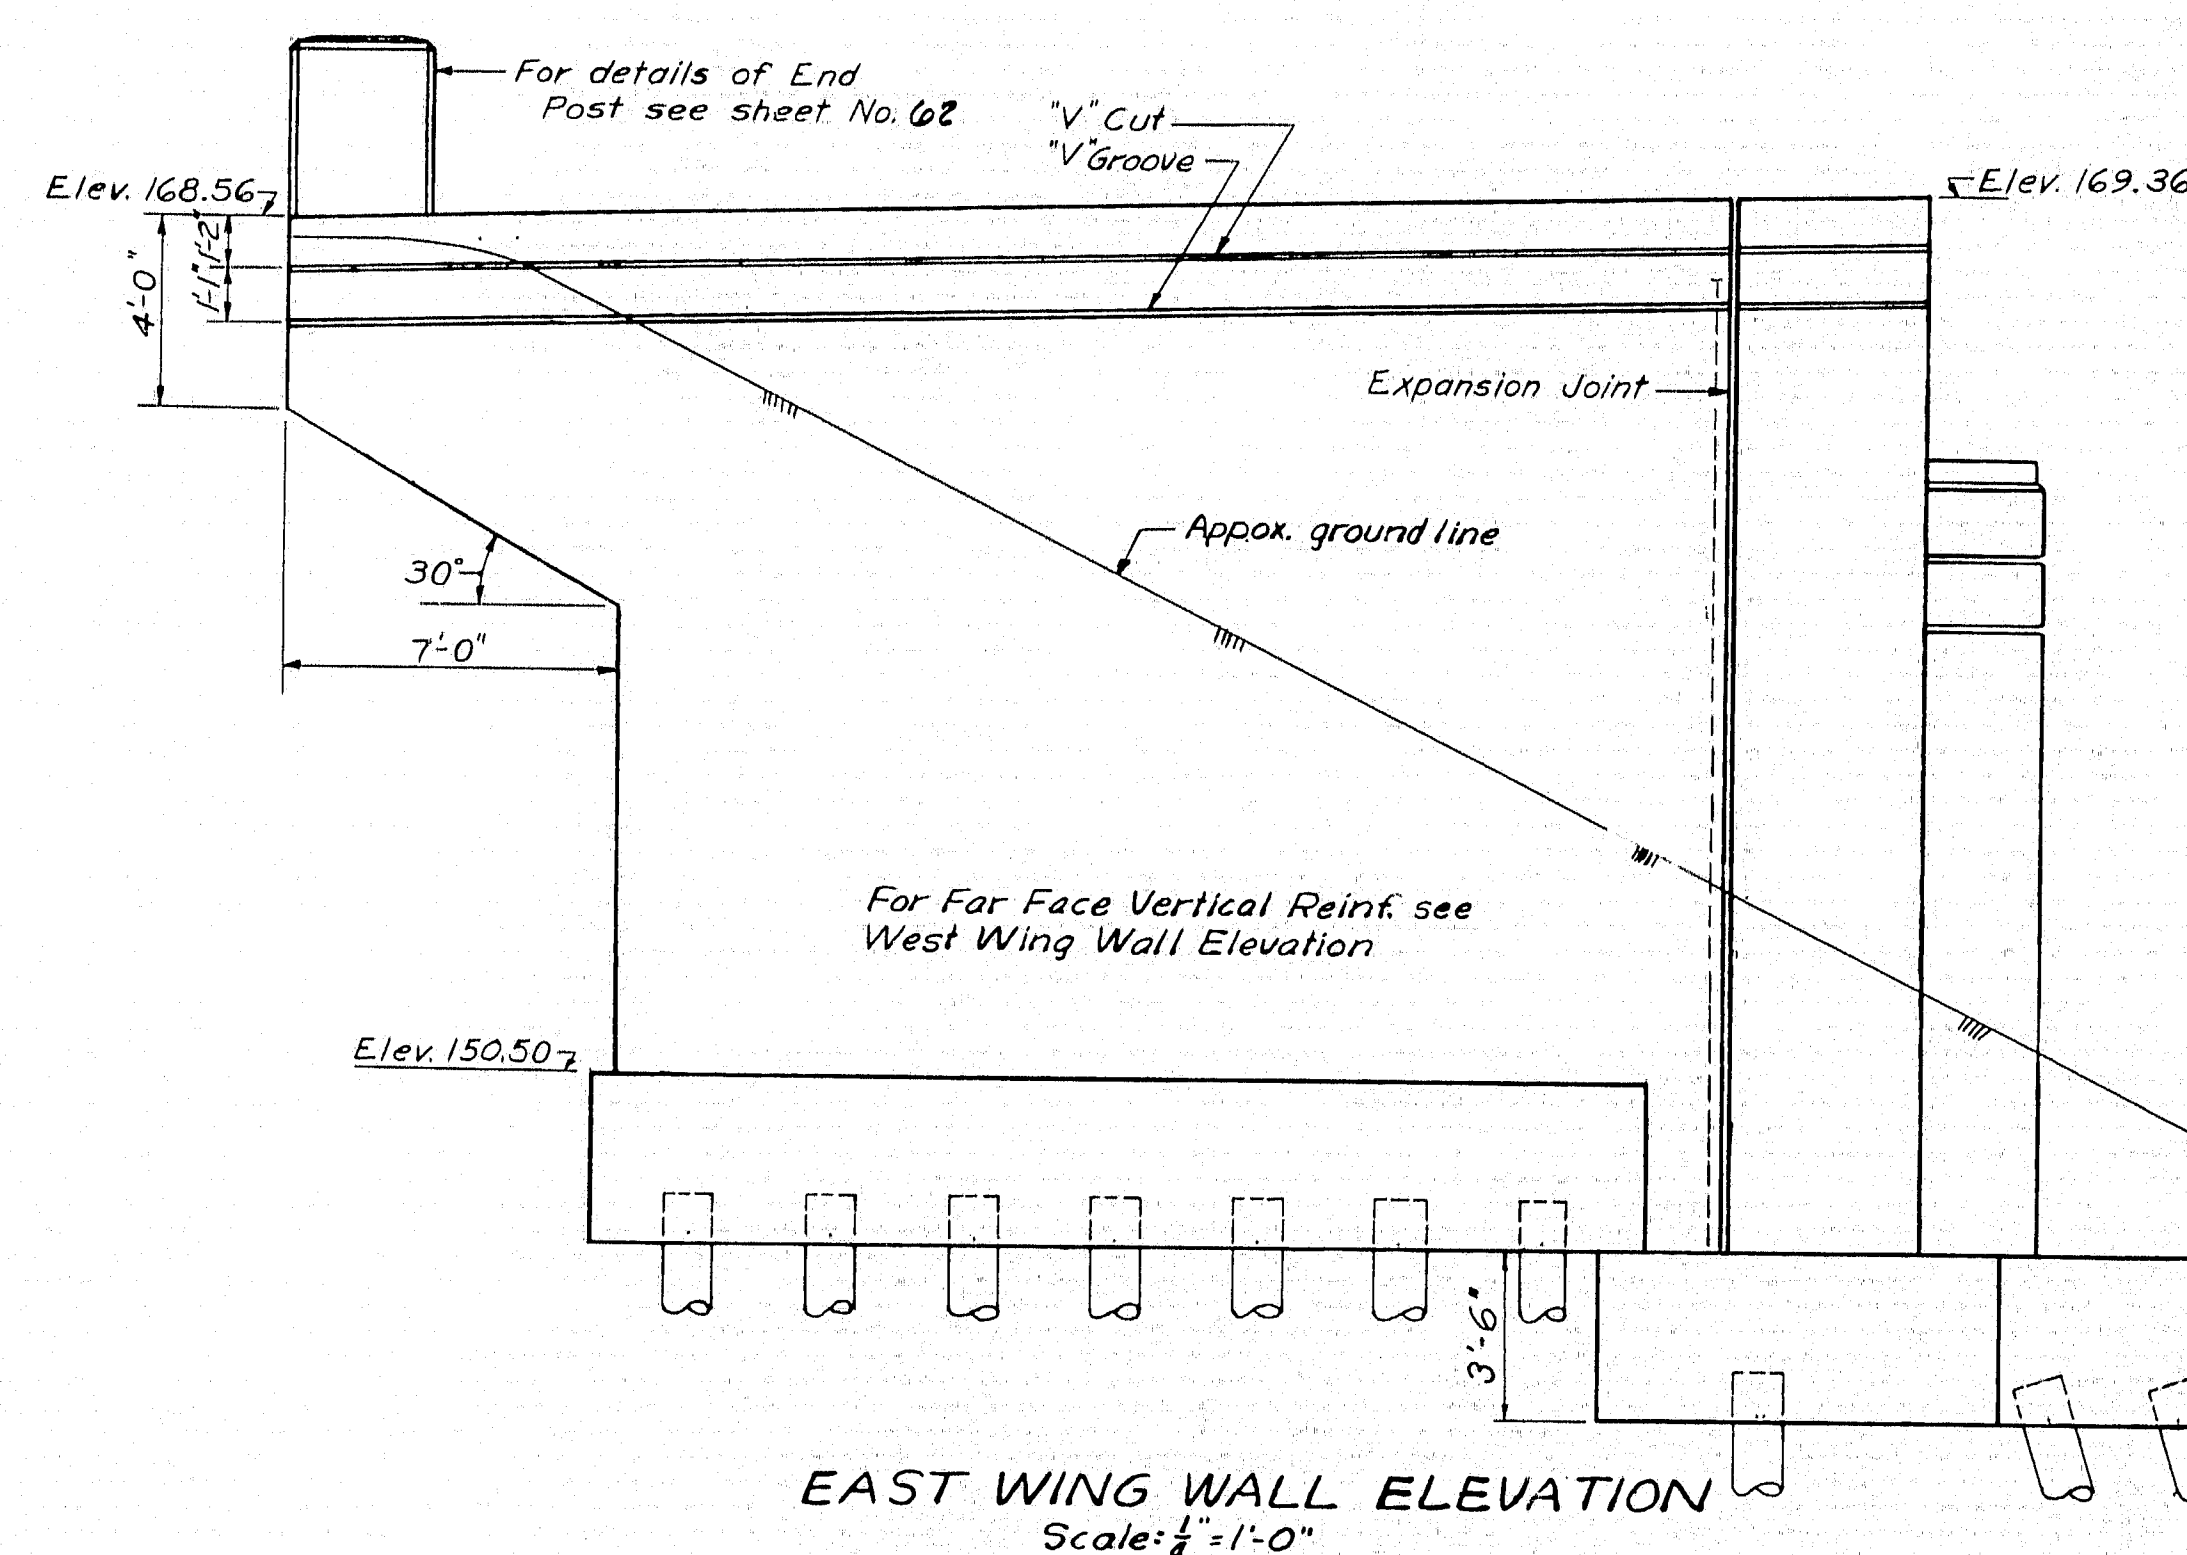 For details of End
Post see sheet No. 62
"V" Cut
"V" Groove
Elev. 168.56
Elev. 169.36
1'-2"
1'-1"
4'-0"
Expansion Joint
Appox. ground line
30°
7'-0"
For Far Face Vertical Reinf. see
West Wing Wall Elevation
Elev. 150.50
3'-6"
EAST WING WALL ELEVATION
Scale: 1/4" = 1'-0"